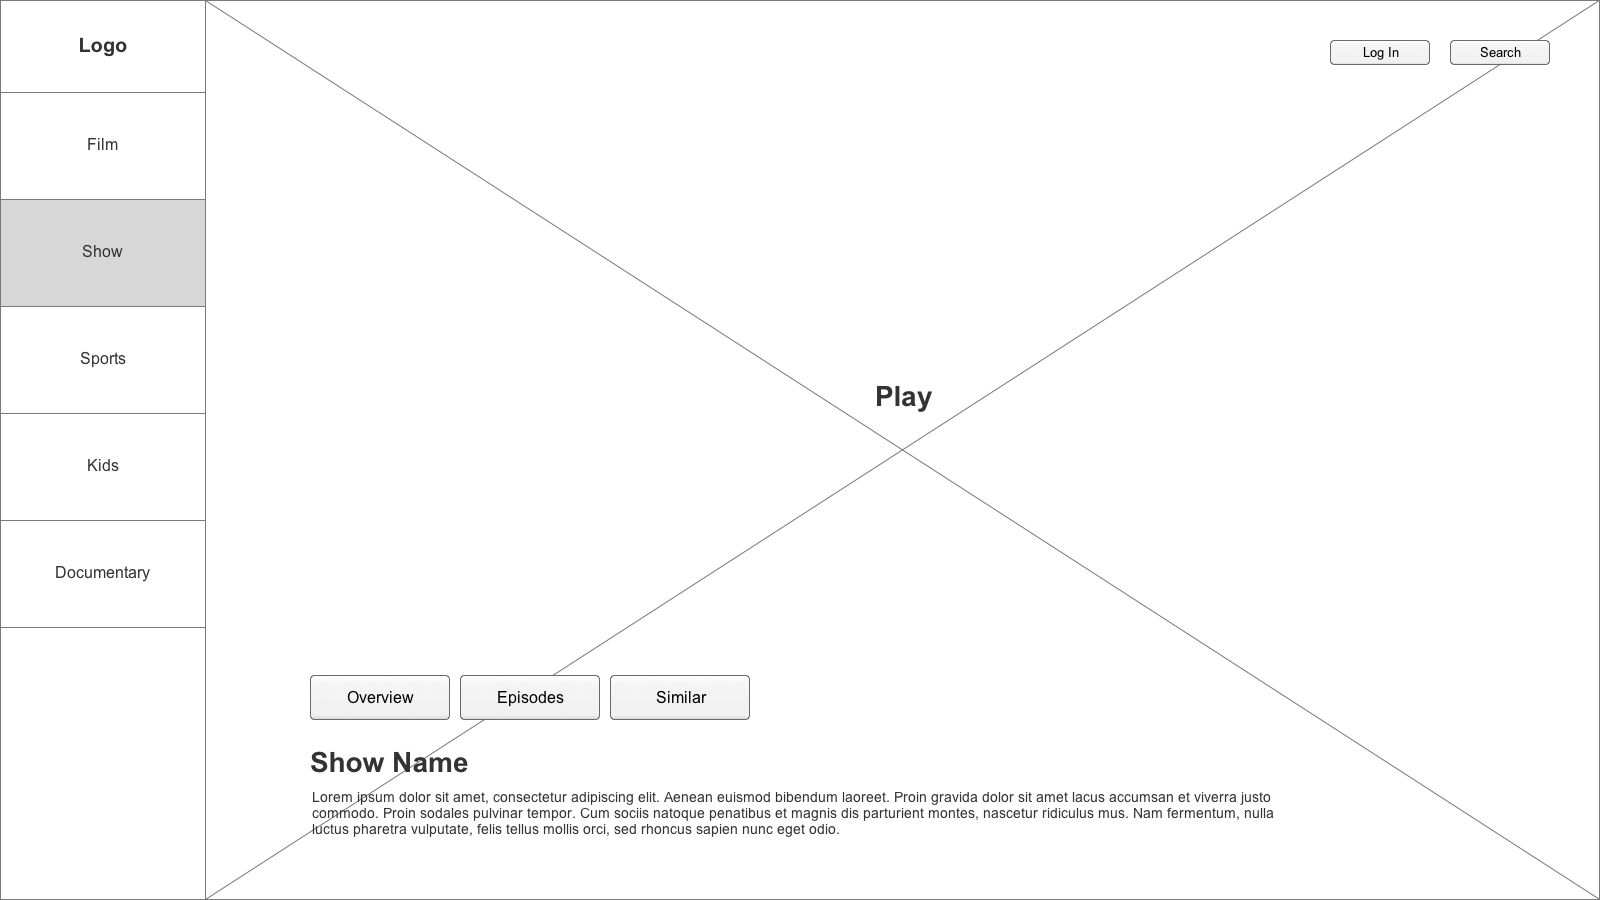 Logo
Film
Show
Sports
Kids
Documentary
Log In
Search
Play
Overview
Episodes
Similar
Show Name
Lorem ipsum dolor sit amet, consectetur adipiscing elit. Aenean euismod bibendum laoreet. Proin gravida dolor sit amet lacus accumsan et viverra justo
commodo. Proin sodales pulvinar tempor. Cum sociis natoque penatibus et magnis dis parturient montes, nascetur ridiculus mus. Nam fermentum, nulla
luctus pharetra vulputate, felis tellus mollis orci, sed rhoncus sapien nunc eget odio.